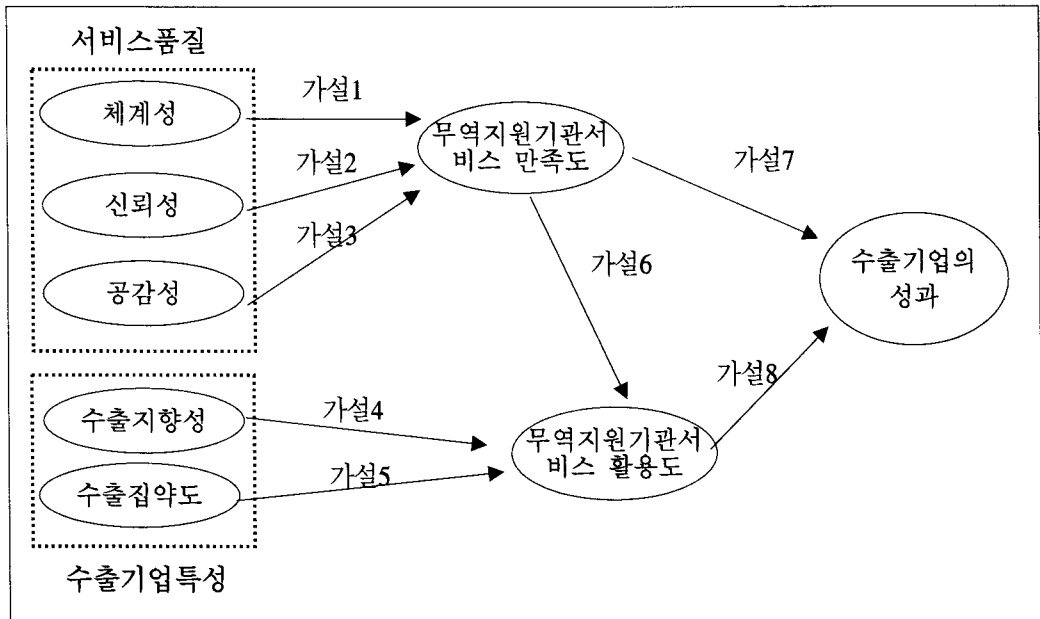 서비스품질
체계성
신뢰성
공감성
가설1
가설2
가설3
무역지원기관서
비스 만족도
가설7
가설6
수출기업의
성과
수출지향성
수출집약도
가설4
가설5
무역지원기관서
비스 활용도
가설8
수출기업특성